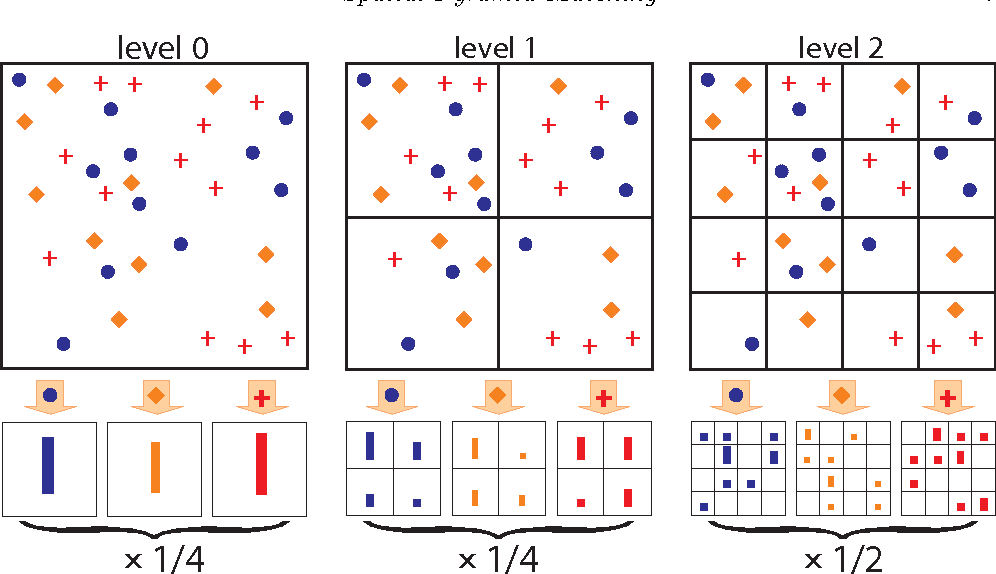 level 0
level 1
level 2
× 1/4
× 1/4
× 1/2